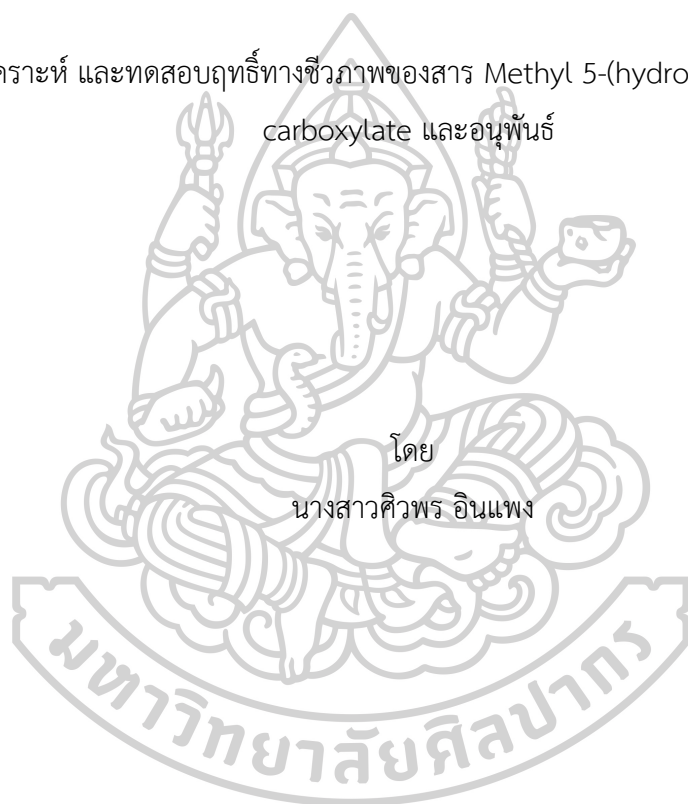 คราะห์ และทดสอบฤทธิ์ทางชีวภาพของสาร Methyl 5-(hydro
carboxylate และอนุพันธ์
โดย
นางสาวศิวพร อินแพง
มหาวิทยาลัยศิลปากร